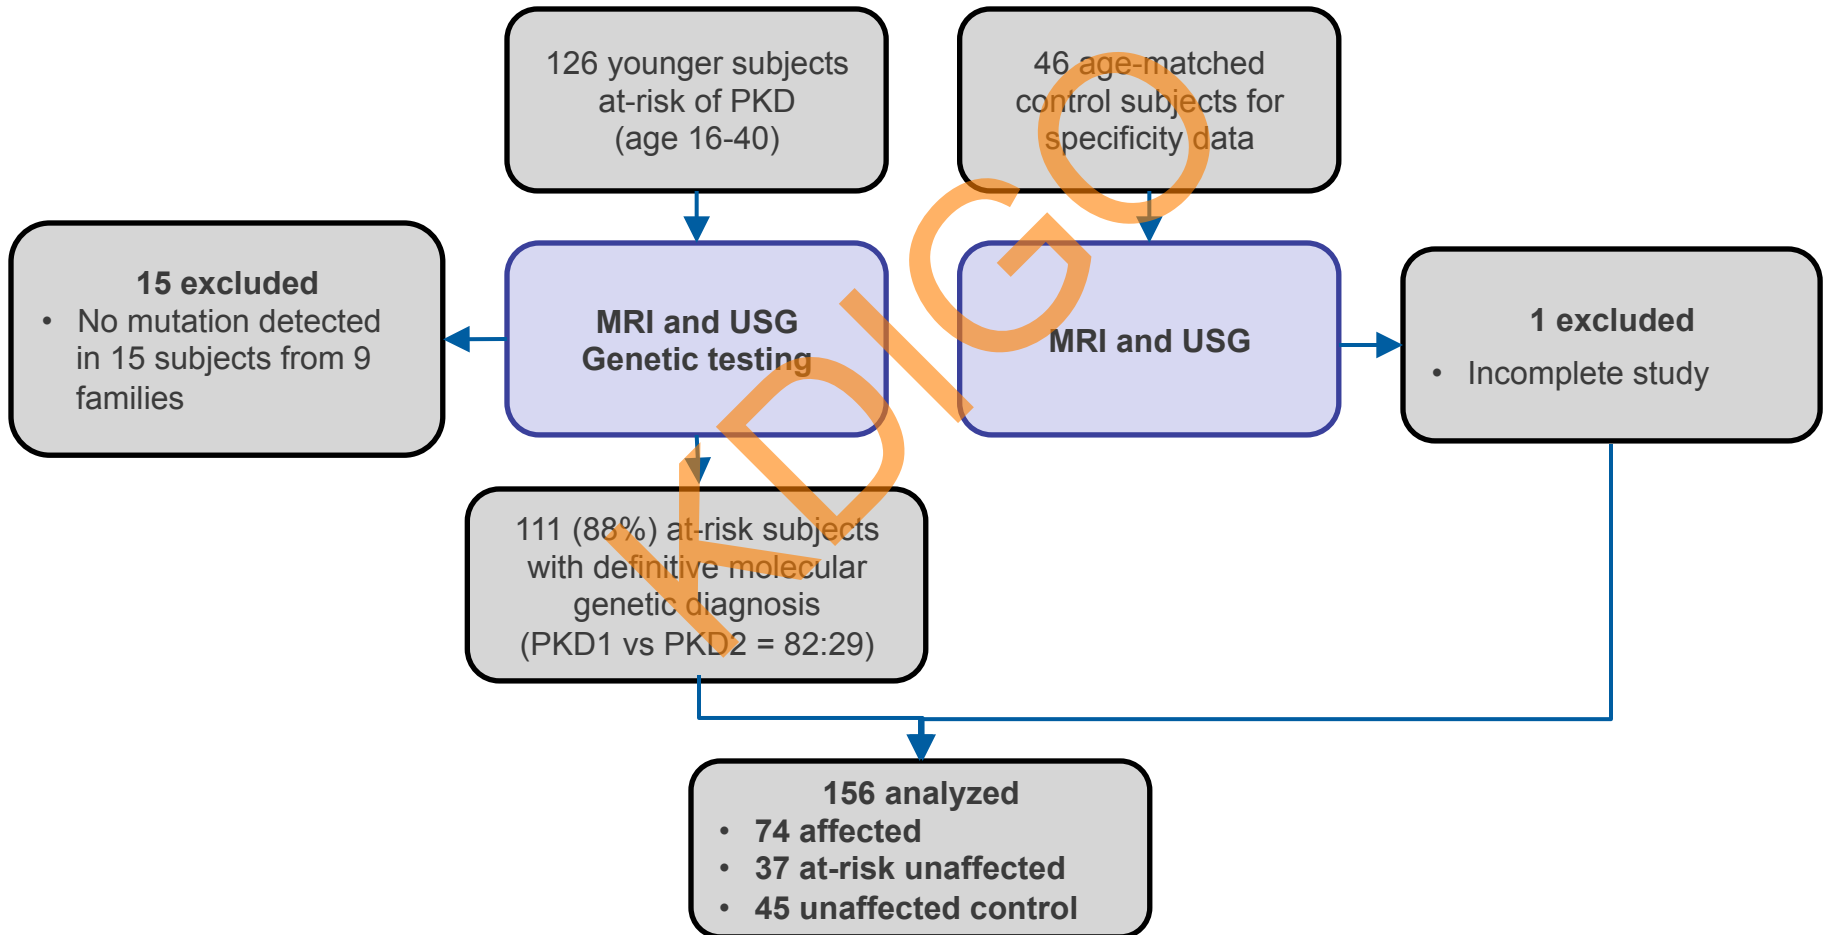 126 younger subjects
at-risk of PKD
(age 16-40)
46 age-matched
control subjects for
specificity data
15 excluded
• No mutation detected
in 15 subjects from 9
families
MRI and USG
Genetic testing
MRI and USG
1 excluded
• Incomplete study
111 (88%) at-risk subjects
with definitive molecular
genetic diagnosis
(PKD1 vs PKD2 = 82:29)
156 analyzed
• 74 affected
• 37 at-risk unaffected
• 45 unaffected control
KDIGO